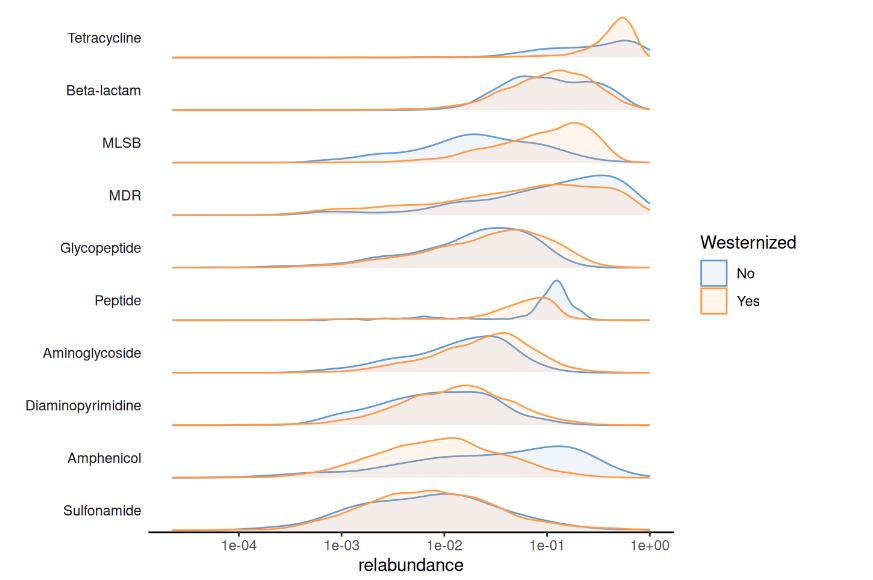 Tetracycline
Beta-lactam
MLSB
MDR
Glycopeptide
Peptide
Aminoglycoside
Diaminopyrimidine
Amphenicol
Sulfonamide
1e-04 1e-03 1e-02 1e-01 1e+00
relabundance
Westernized
No
Yes